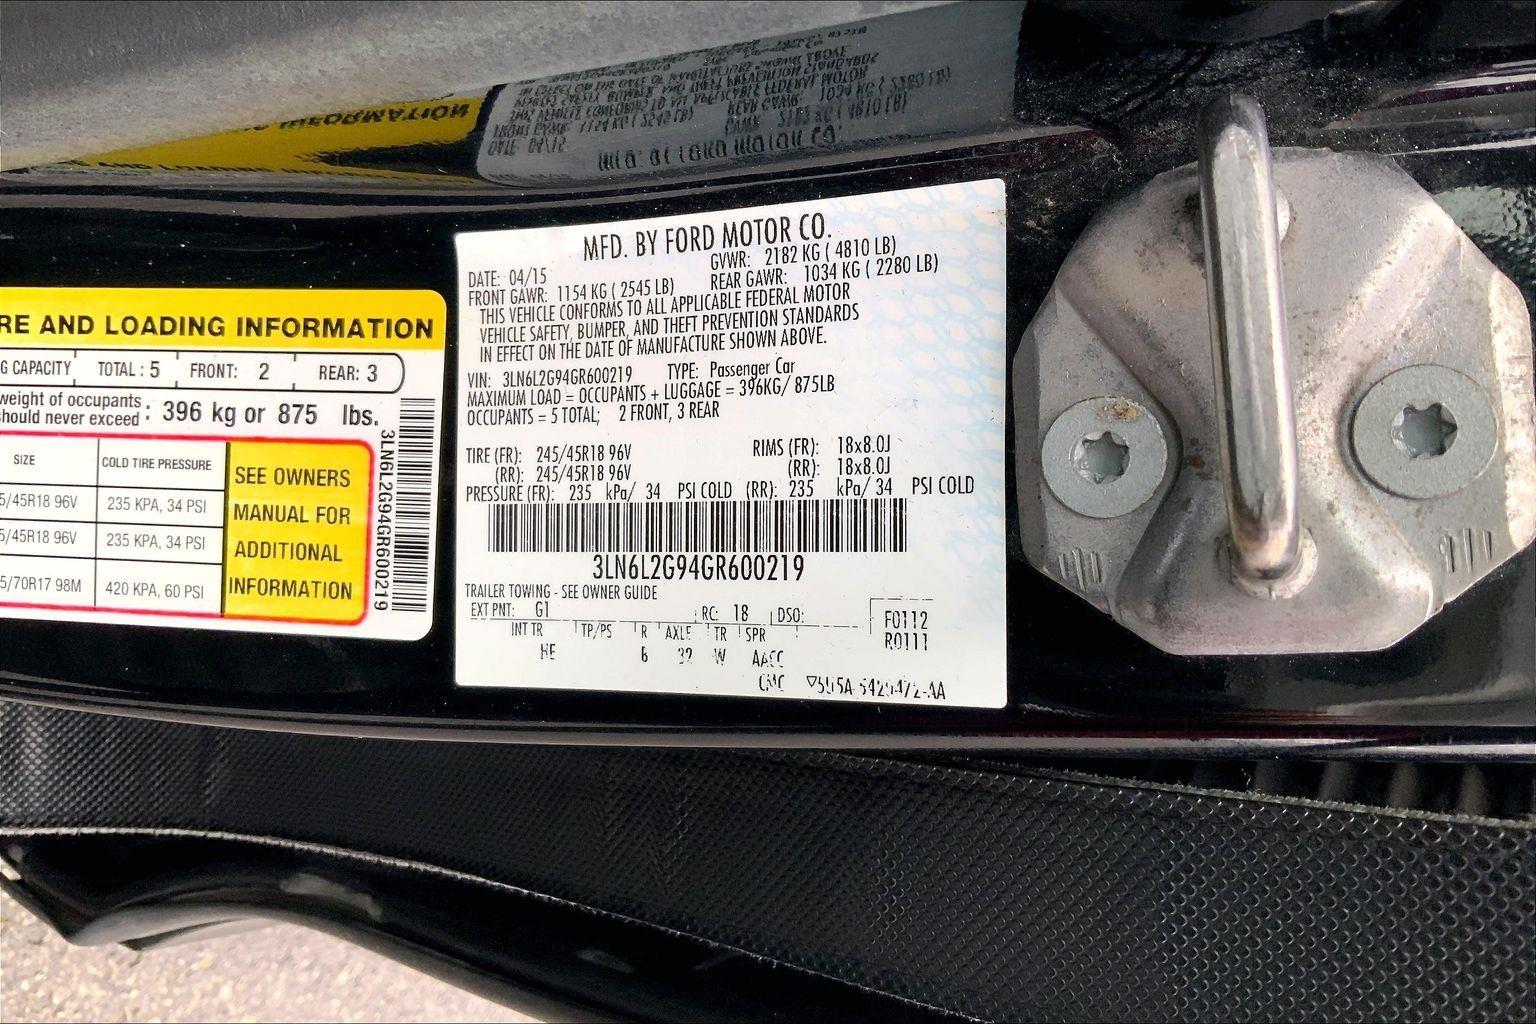 RE AND LOADING INFORMATION
G CAPACITY TOTAL : 5 FRONT: 2 REAR: 3
weight of occupants
hould never exceed : 396 kg or 875 lbs.
SIZE COLD TIRE PRESSURE
5/45R18 96V 235 KPA, 34 PSI
5/45R18 96V 235 KPA, 34 PSI
5/70R17 98M 420 KPA, 60 PSI
SEE OWNERS
MANUAL FOR
ADDITIONAL
INFORMATION
3LN6L2G94GR600219
MFD. BY FORD MOTOR CO.
DATE: 04/15 GVWR: 2182 KG ( 4810 LB)
FRONT GAWR: 1154 KG ( 2545 LB) REAR GAWR: 1034 KG ( 2280 LB)
THIS VEHICLE CONFORMS TO ALL APPLICABLE FEDERAL MOTOR
VEHICLE SAFETY, BUMPER, AND THEFT PREVENTION STANDARDS
IN EFFECT ON THE DATE OF MANUFACTURE SHOWN ABOVE.
VIN: 3LN6L2G94GR600219 TYPE: Passenger Car
MAXIMUM LOAD = OCCUPANTS + LUGGAGE = 396KG/ 875LB
OCCUPANTS = 5 TOTAL; 2 FRONT, 3 REAR
TIRE (FR): 245/45R18 96V RIMS (FR): 18x8.0J
(RR): 245/45R18 96V (RR): 18x8.0J
PRESSURE (FR): 235 kPa/ 34 PSI COLD (RR): 235 kPa/ 34 PSI COLD
3LN6L2G94GR600219
TRAILER TOWING - SEE OWNER GUIDE
EXT PNT: G1 RC: 18 DSO: F0112
R0111
INT TR TP/PS R AXLE TR SPR
HE 6 32 W AACC
CMC